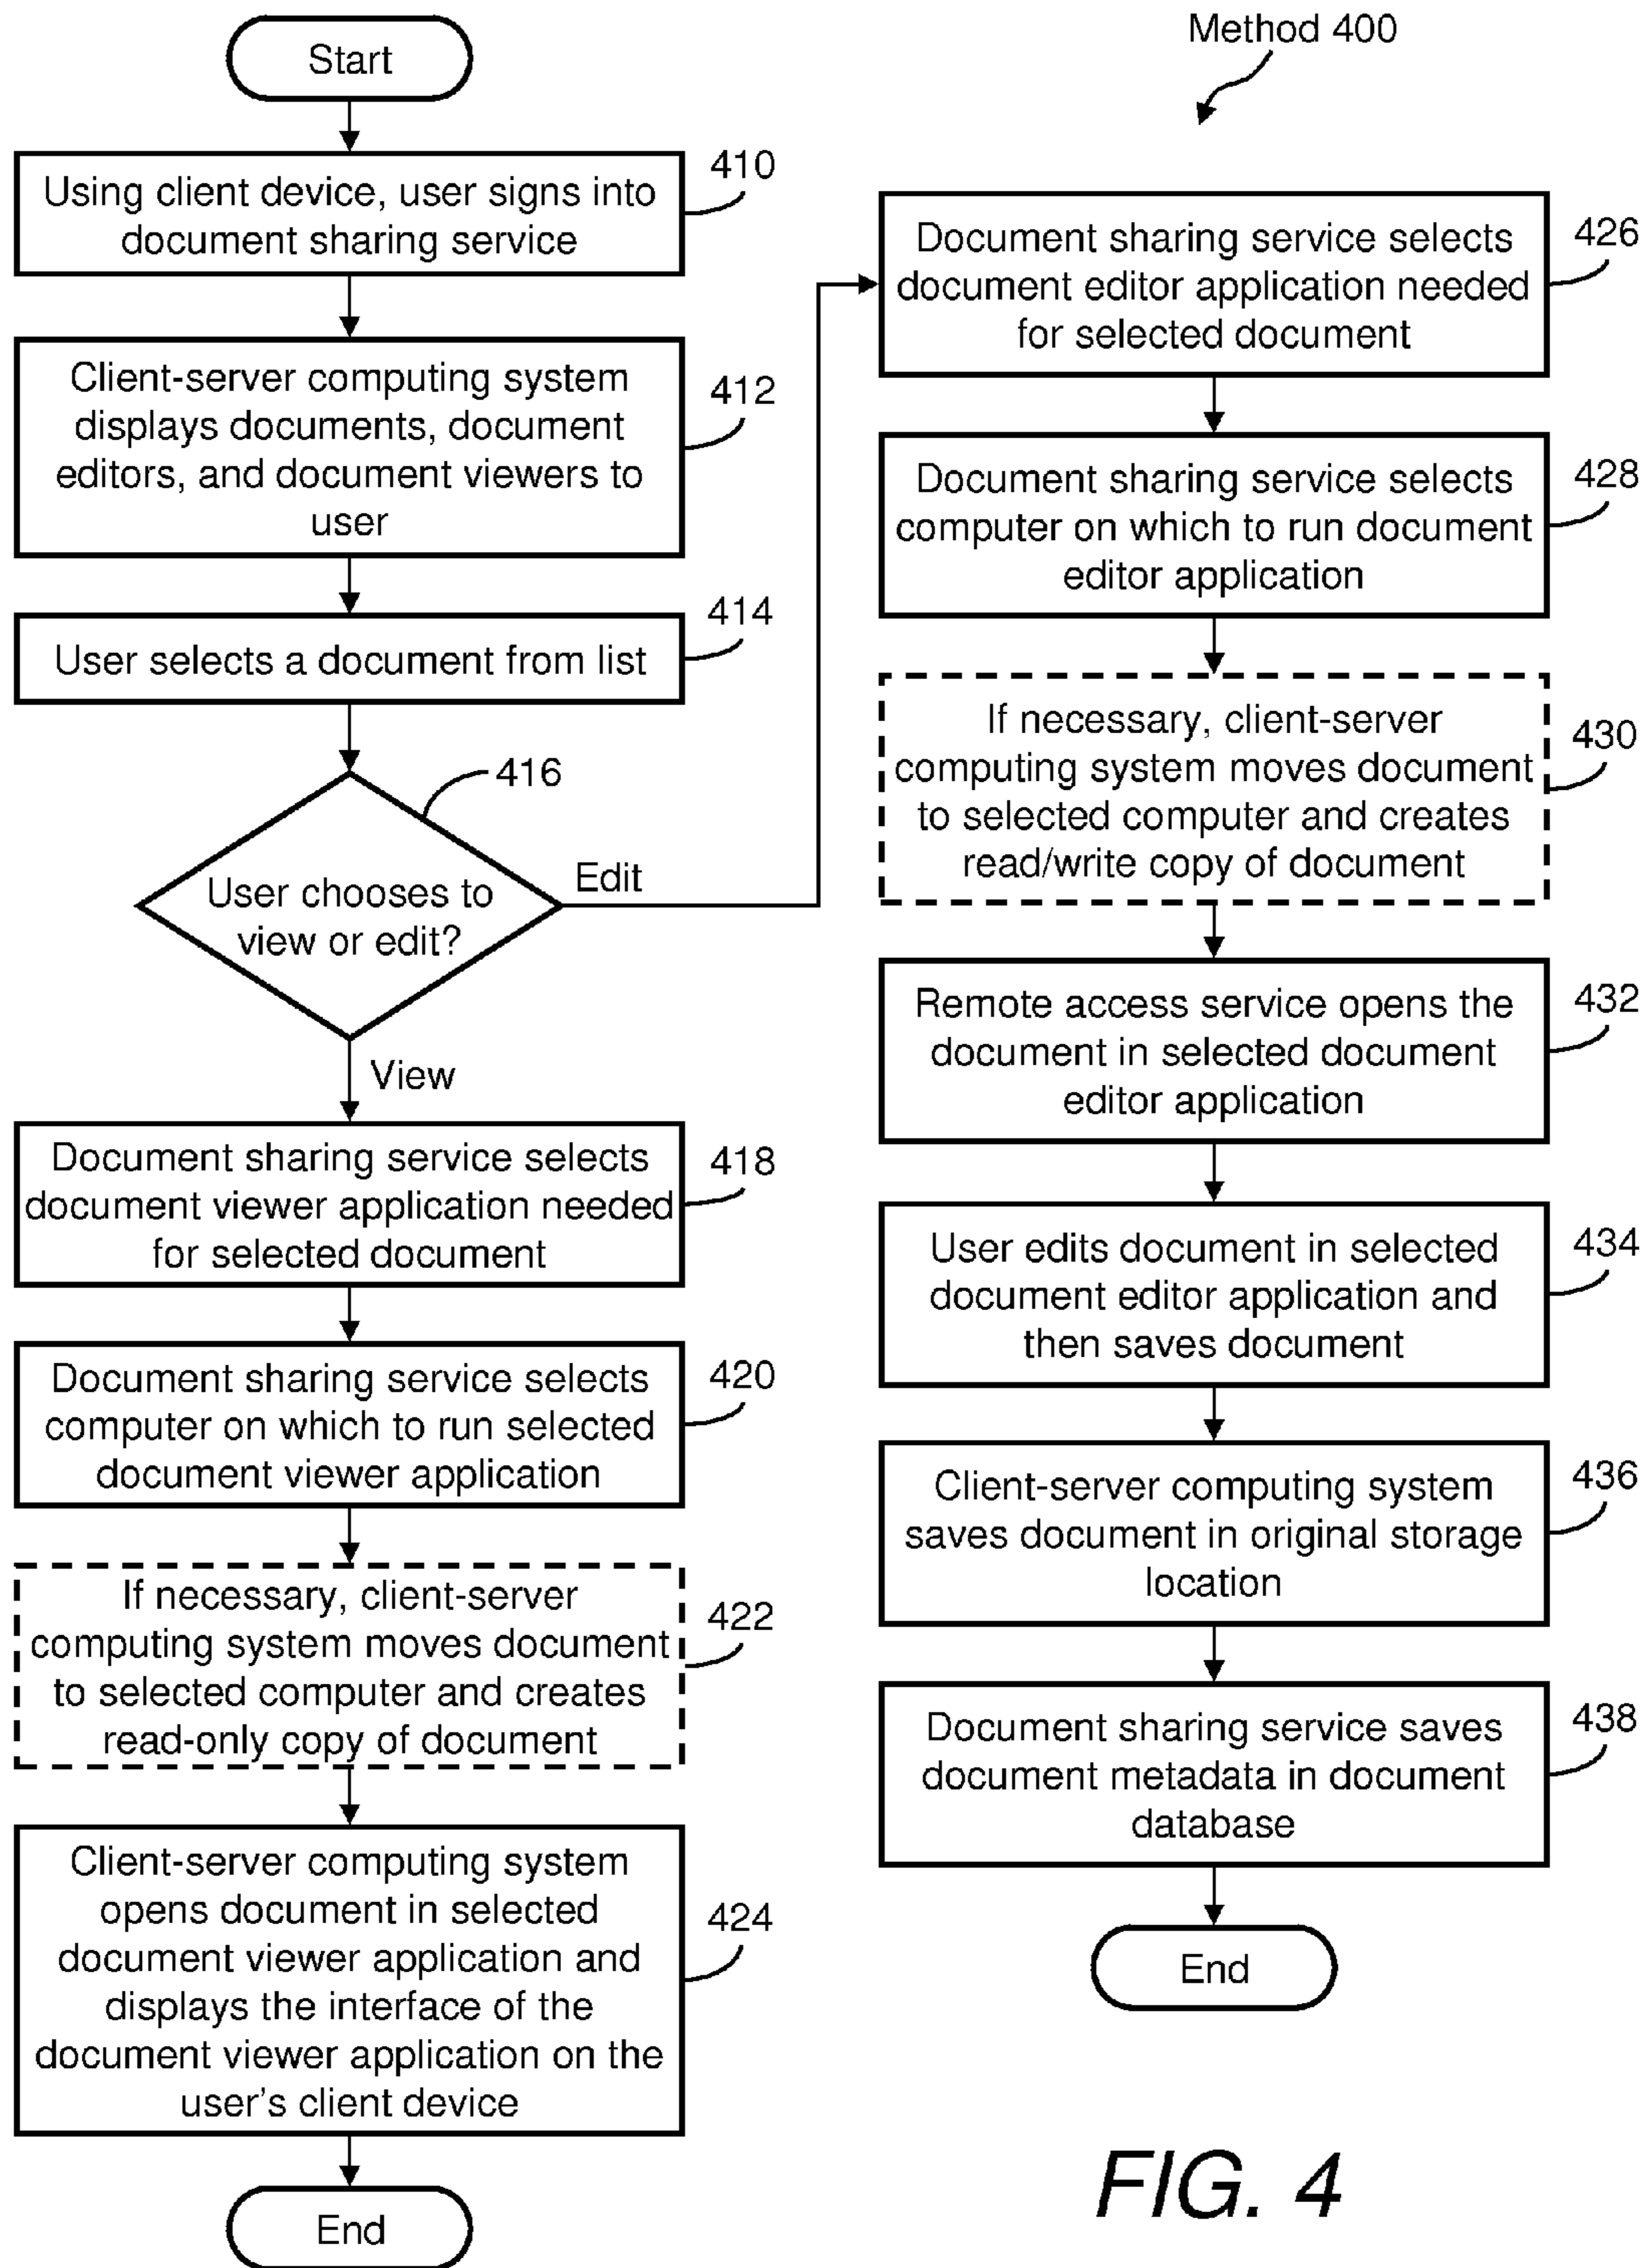 Start
Method 400
Using client device, user signs into
document sharing service
410
Client-server computing system
displays documents, document
editors, and document viewers to
user
412
User selects a document from list
414
416
User chooses to
view or edit?
Edit
View
Document sharing service selects
document viewer application needed
for selected document
418
Document sharing service selects
computer on which to run selected
document viewer application
420
If necessary, client-server
computing system moves document
to selected computer and creates
read-only copy of document
422
Client-server computing system
opens document in selected
document viewer application and
displays the interface of the
document viewer application on the
user's client device
424
End
Document sharing service selects
document editor application needed
for selected document
426
Document sharing service selects
computer on which to run document
editor application
428
If necessary, client-server
computing system moves document
to selected computer and creates
read/write copy of document
430
Remote access service opens the
document in selected document
editor application
432
User edits document in selected
document editor application and
then saves document
434
Client-server computing system
saves document in original storage
location
436
Document sharing service saves
document metadata in document
database
438
End
FIG. 4